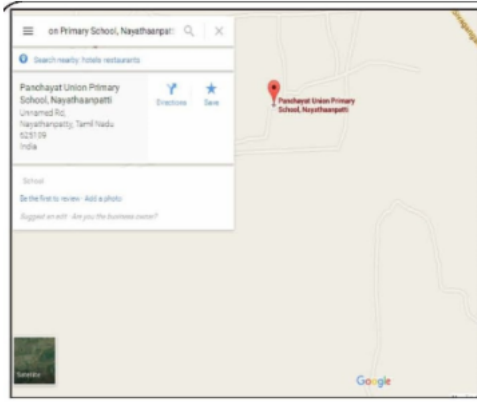 on Primary School, Nayathaanpatt
Search nearby hotels restaurants
Panchayat Union Primary
School, Nayathaanpatti
Unnamed Rd,
Nayathanpatty, Tamil Nadu
India
Directions
Save
School
Be the first to review · Add a photo
Suggest an edit · Are you the business owner?
Panchayat Union Primary
School, Nayathaanpatti
Satellite
Google